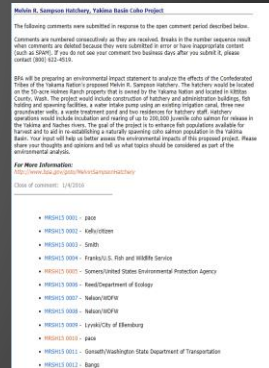 Melvin R. Sampson Hatchery, Yakima Basin Coho Project
The following comments were submitted in response to the open comment period described below.
Comments are numbered consecutively as they are received. Breaks in the number sequence result
when comments are deleted because they were submitted in error or have inappropriate content
(such as SPAM). If you do not see your comment two business days after you submit it, please
contact (800) 622-4519.
BPA will be preparing an environmental impact statement to analyze the effects of the Confederated
Tribes of the Yakama Nation's proposed Melvin R. Sampson Hatchery. The hatchery would be located
on the 50-acre Holmes Ranch property that is owned by the Yakama Nation and is located in Kittitas
County, Wash. The project would include construction of hatchery and administration buildings, fish
holding and spawning facilities, a water intake pump using an existing irrigation canal, three new
groundwater wells, a waste treatment pond and two residences for hatchery staff. Hatchery
operations would include incubation and rearing of up to 200,000 juvenile coho salmon for release in
the Yakima and Naches rivers. The goal of the project is to enhance fish populations available for
harvest and to aid in re-establishing a naturally spawning coho salmon population in the Yakima
Basin. Your input will help us better assess the environmental impacts of this proposed project. Please
share your thoughts and opinions and tell us what topics should be considered as part of the
environmental analysis.
For More Information:
http://www.bpa.gov/goto/MelvinSampsonHatchery
Close of comment: 1/4/2016
• MRSH15 0001 - pace
• MRSH15 0002 - Kelly/citizen
• MRSH15 0003 - Smith
• MRSH15 0004 - Franks/U.S. Fish and Wildlife Service
• MRSH15 0005 - Somers/United States Environmental Protection Agency
• MRSH15 0006 - Reed/Department of Ecology
• MRSH15 0007 - Nelson/WDFW
• MRSH15 0008 - Nelson/WDFW
• MRSH15 0009 - Lyyski/City of Ellensburg
• MRSH15 0010 - pace
• MRSH15 0011 - Gonseth/Washington State Department of Transportation
• MRSH15 0012 - Bangs